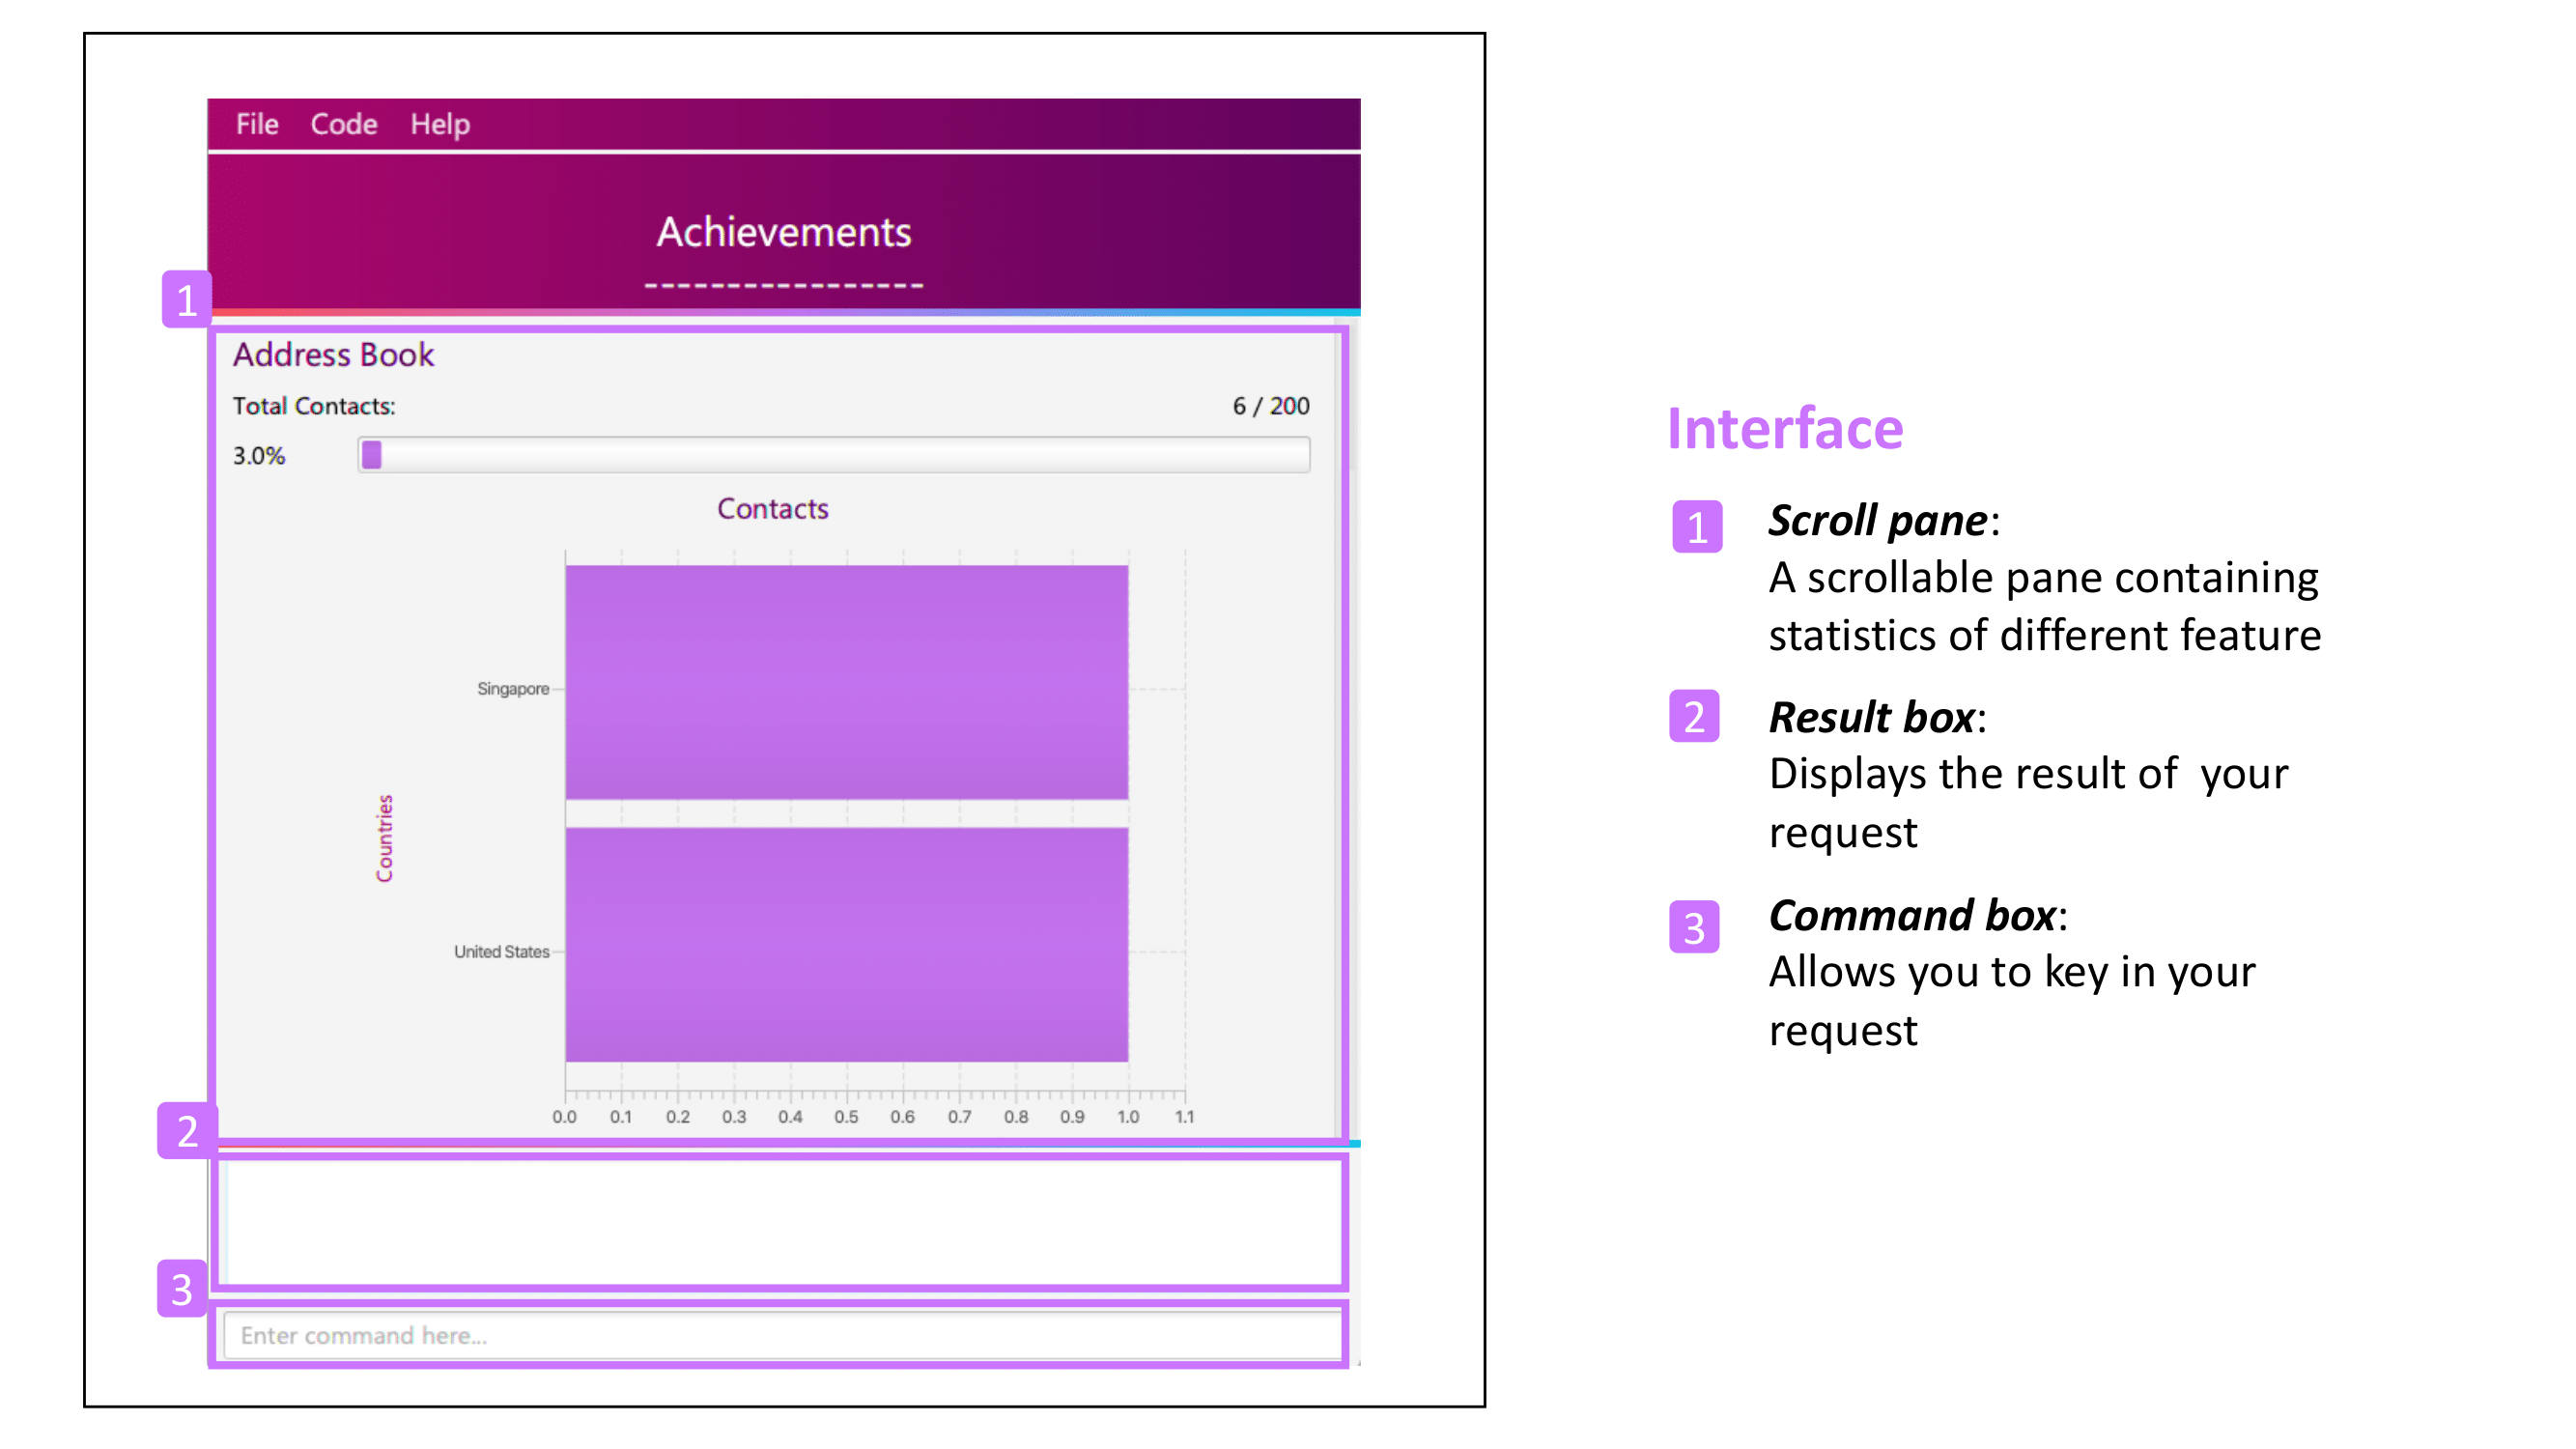 File Code Help
Achievements
-----------------
1
Address Book
Total Contacts: 6 / 200
3.0%
Contacts
Singapore
Countries
United States
0.0 0.1 0.2 0.3 0.4 0.5 0.6 0.7 0.8 0.9 1.0 1.1
2
3
Enter command here...
Interface
1 Scroll pane:
A scrollable pane containing
statistics of different feature
2 Result box:
Displays the result of  your
request
3 Command box:
Allows you to key in your
request